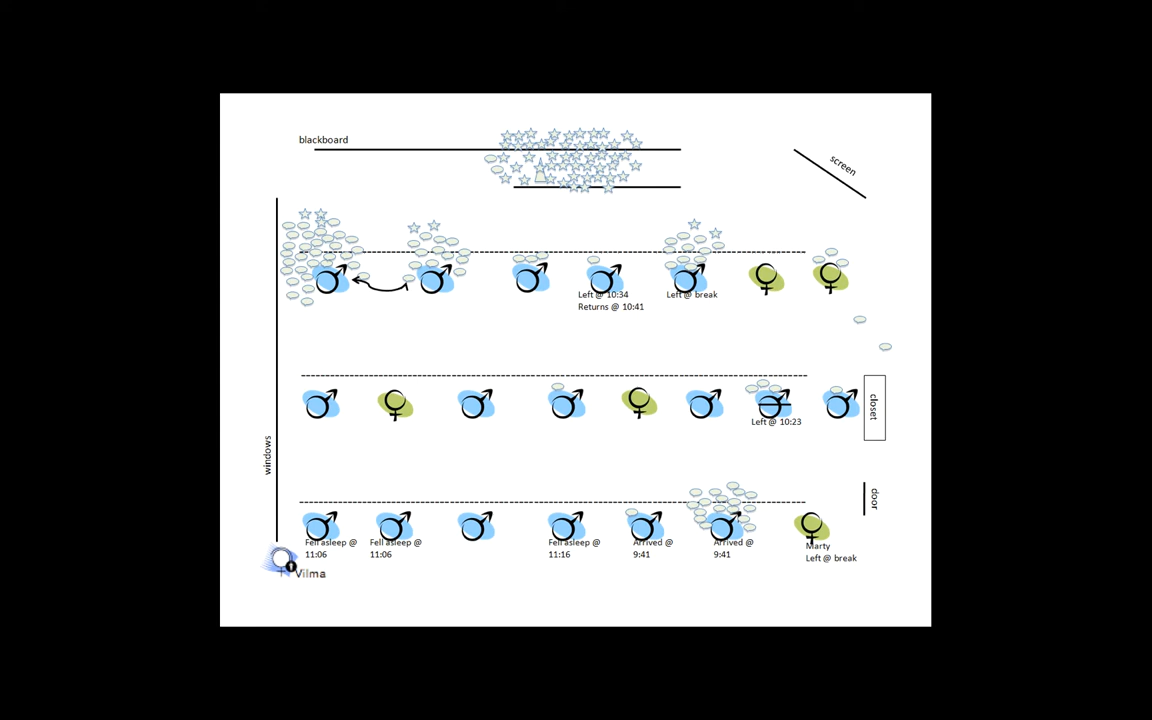 blackboard
screen
Left @ 10:34
Returns @ 10:41
Left @ break
closet
Left @ 10:23
windows
door
Fell asleep @
11:06
Fell asleep @
11:06
Fell asleep @
11:16
Arrived @
9:41
Arrived @
9:41
Marty
Left @ break
Vilma